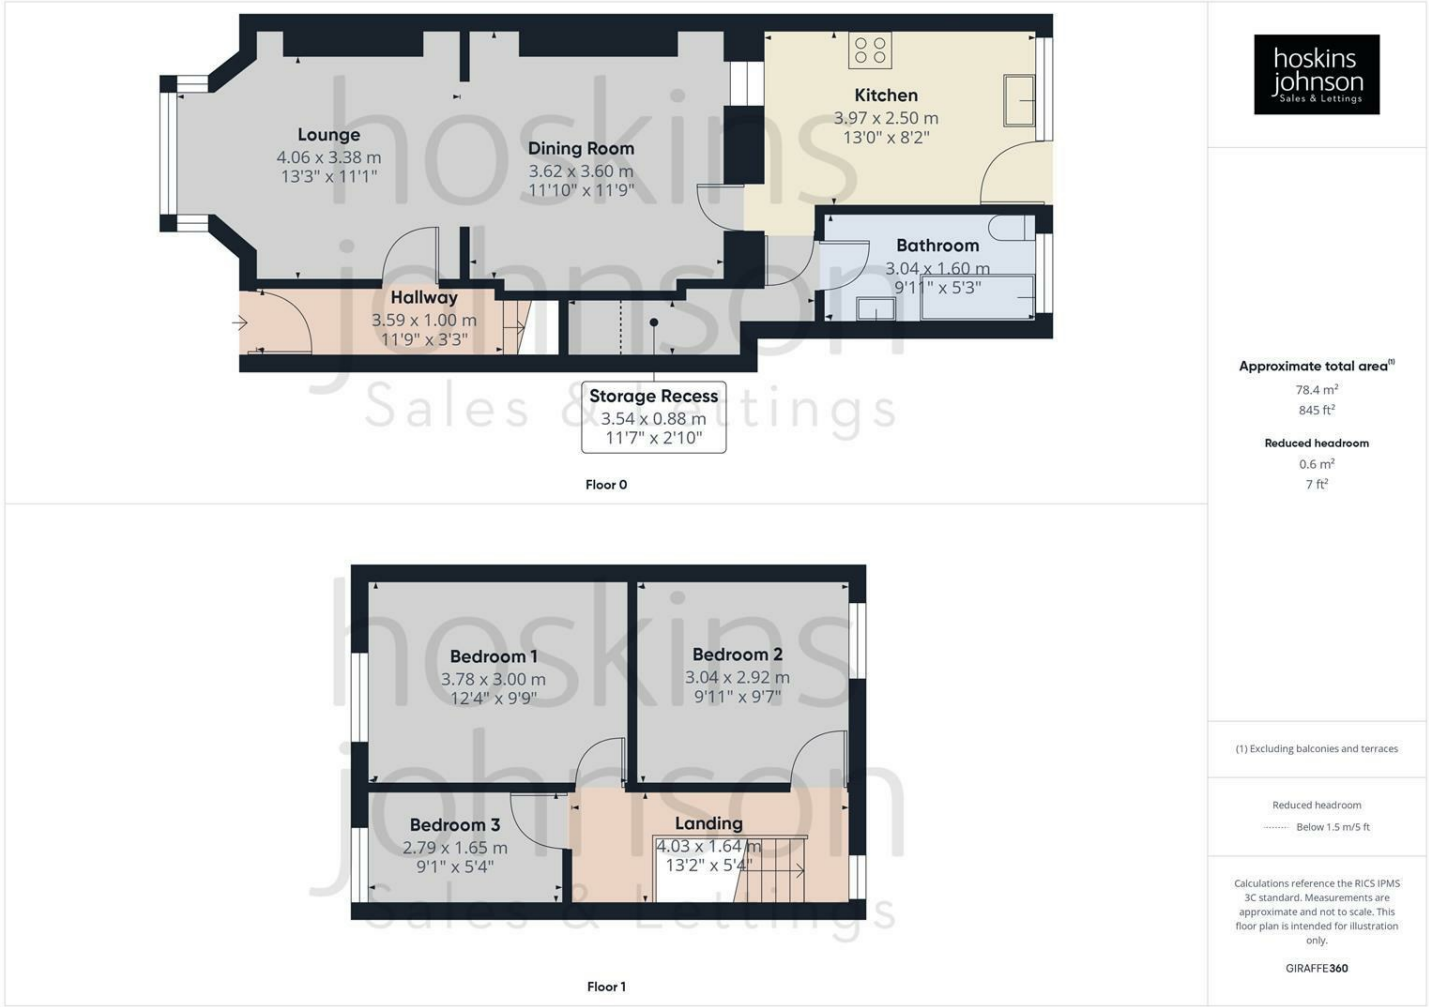 hoskins
johnson
Sales & Lettings
Lounge
4.06 x 3.38 m
13'3" x 11'1"
Dining Room
3.62 x 3.60 m
11'10" x 11'9"
Kitchen
3.97 x 2.50 m
13'0" x 8'2"
Bathroom
3.04 x 1.60 m
9'11" x 5'3"
Hallway
3.59 x 1.00 m
11'9" x 3'3"
Storage Recess
3.54 x 0.88 m
11'7" x 2'10"
hoskins
johnson
Sales & Lettings
Floor 0
Bedroom 1
3.78 x 3.00 m
12'4" x 9'9"
Bedroom 2
3.04 x 2.92 m
9'11" x 9'7"
Bedroom 3
2.79 x 1.65 m
9'1" x 5'4"
Landing
4.03 x 1.64 m
13'2" x 5'4"
hoskins
johnson
Sales & Lettings
Floor 1
Approximate total area(1)
78.4 m²
845 ft²
Reduced headroom
0.6 m²
7 ft²
(1) Excluding balconies and terraces
Reduced headroom
Below 1.5 m/5 ft
Calculations reference the RICS IPMS
3C standard. Measurements are
approximate and not to scale. This
floor plan is intended for illustration
only.
GIRAFFE360